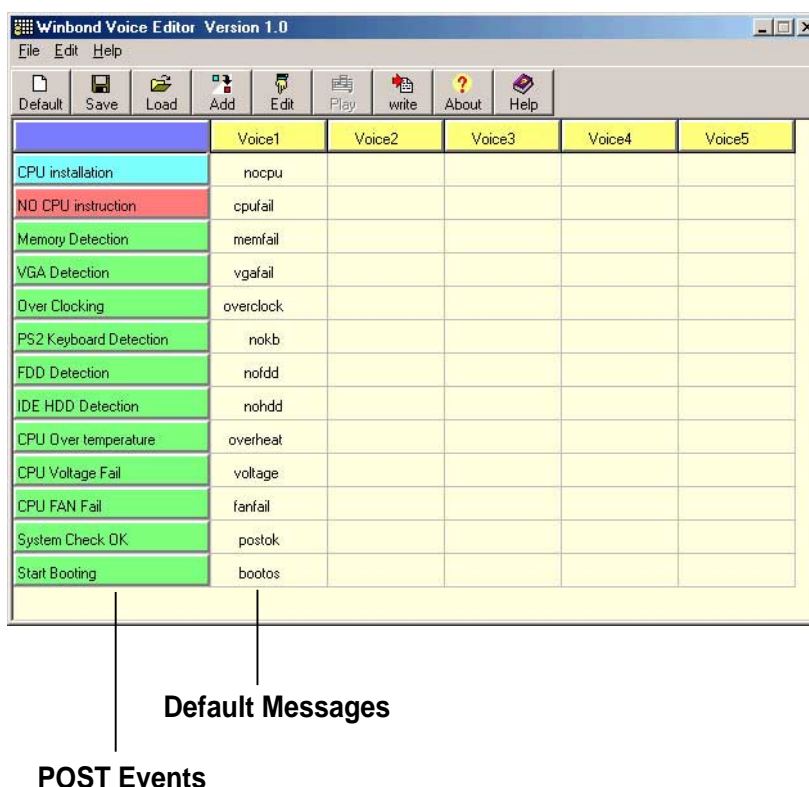 Winbond Voice Editor Version 1.0
File Edit Help
Default Save Load Add Edit Play write About Help
Voice1 Voice2 Voice3 Voice4 Voice5
CPU installation nocpu
NO CPU instruction cpufail
Memory Detection memfail
VGA Detection vgafail
Over Clocking overclock
PS2 Keyboard Detection nokb
FDD Detection nofdd
IDE HDD Detection nohdd
CPU Over temperature overheat
CPU Voltage Fail voltage
CPU FAN Fail fanfail
System Check OK postok
Start Booting bootos
Default Messages
POST Events